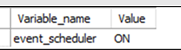 Variable_name Value
event_scheduler ON